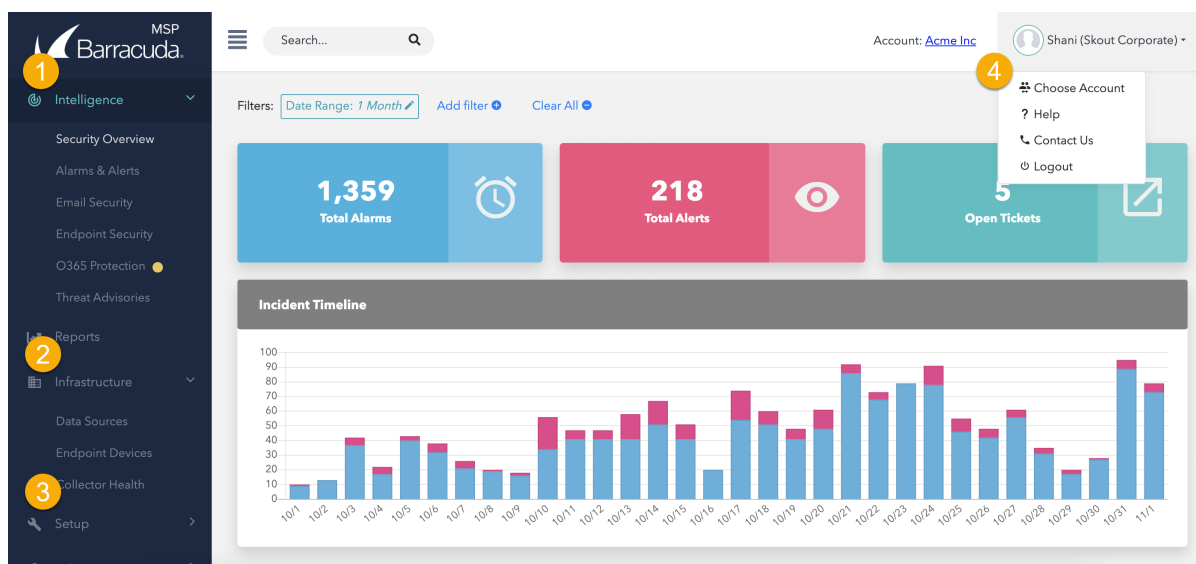 MSP
Barracuda.
Search...
Account: Acme Inc
Shani (Skout Corporate)
1
Intelligence
Security Overview
Alarms & Alerts
Email Security
Endpoint Security
O365 Protection
Threat Advisories
Reports
2
Infrastructure
Data Sources
Endpoint Devices
Collector Health
3
Setup
4
Choose Account
? Help
Contact Us
Logout
Filters: Date Range: 1 Month Add filter Clear All
1,359
Total Alarms
218
Total Alerts
5
Open Tickets
Incident Timeline
100
90
80
70
60
50
40
30
20
10
0
10/1 10/2 10/3 10/4 10/5 10/6 10/7 10/8 10/9 10/10 10/11 10/12 10/13 10/14 10/15 10/16 10/17 10/18 10/19 10/20 10/21 10/22 10/23 10/24 10/25 10/26 10/27 10/28 10/29 10/30 10/31 11/1